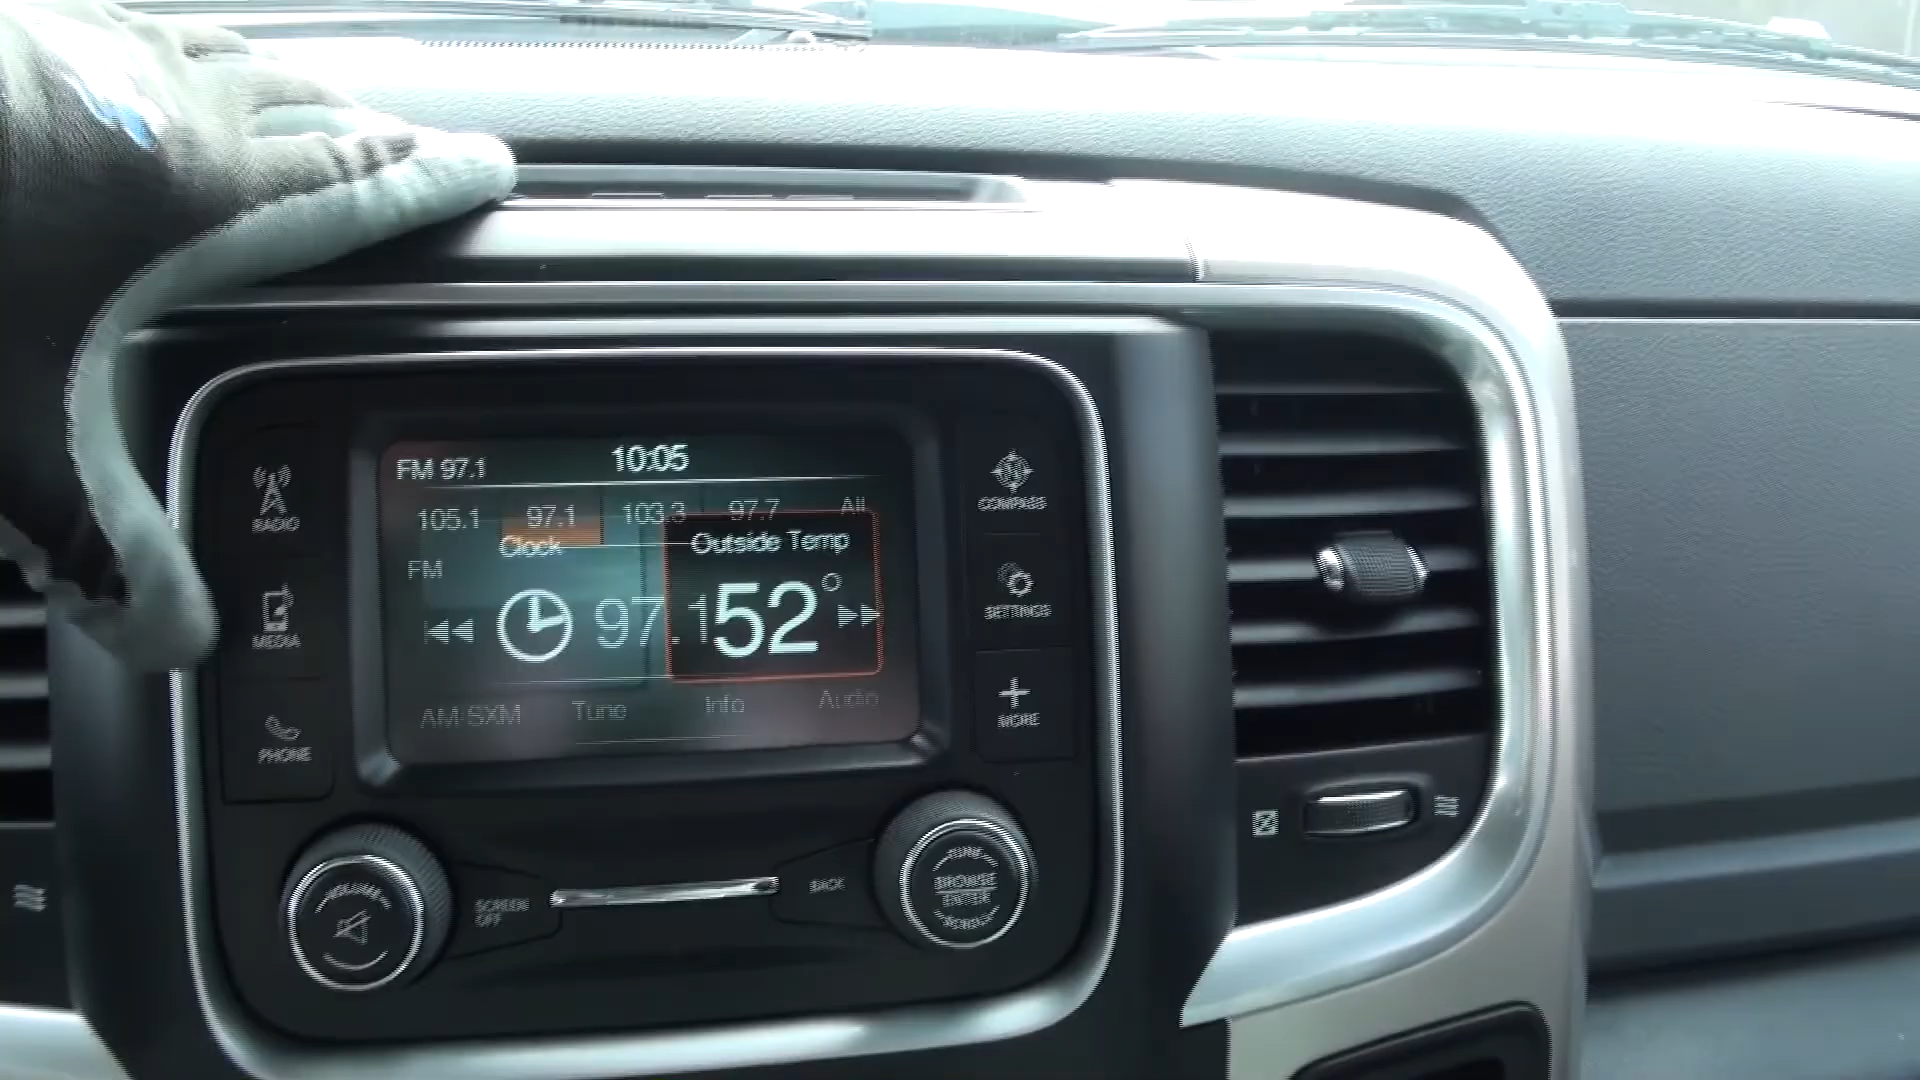 FM 97.1 10:05
105.1 97.1 103.3 97.7 All
Clock Outside Temp
FM
97.1 52°
AM-SXM Tune Info Audio
RADIO
MEDIA
PHONE
COMPASS
SETTINGS
MORE
VOLUME
SCREEN
OFF
BACK
TUNE
BROWSE
ENTER
SCROLL